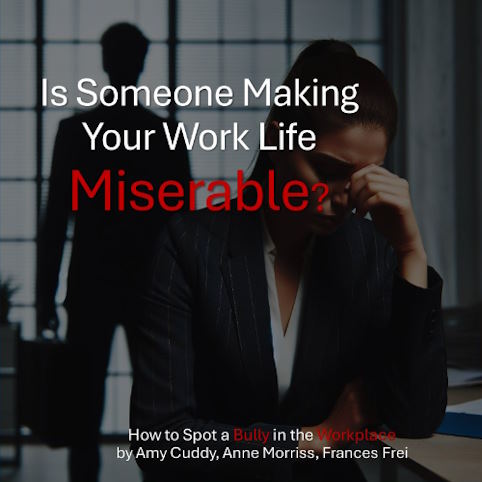 Is Someone Making
Your Work Life
Miserable?
How to Spot a Bully in the Workplace
by Amy Cuddy, Anne Morriss, Frances Frei